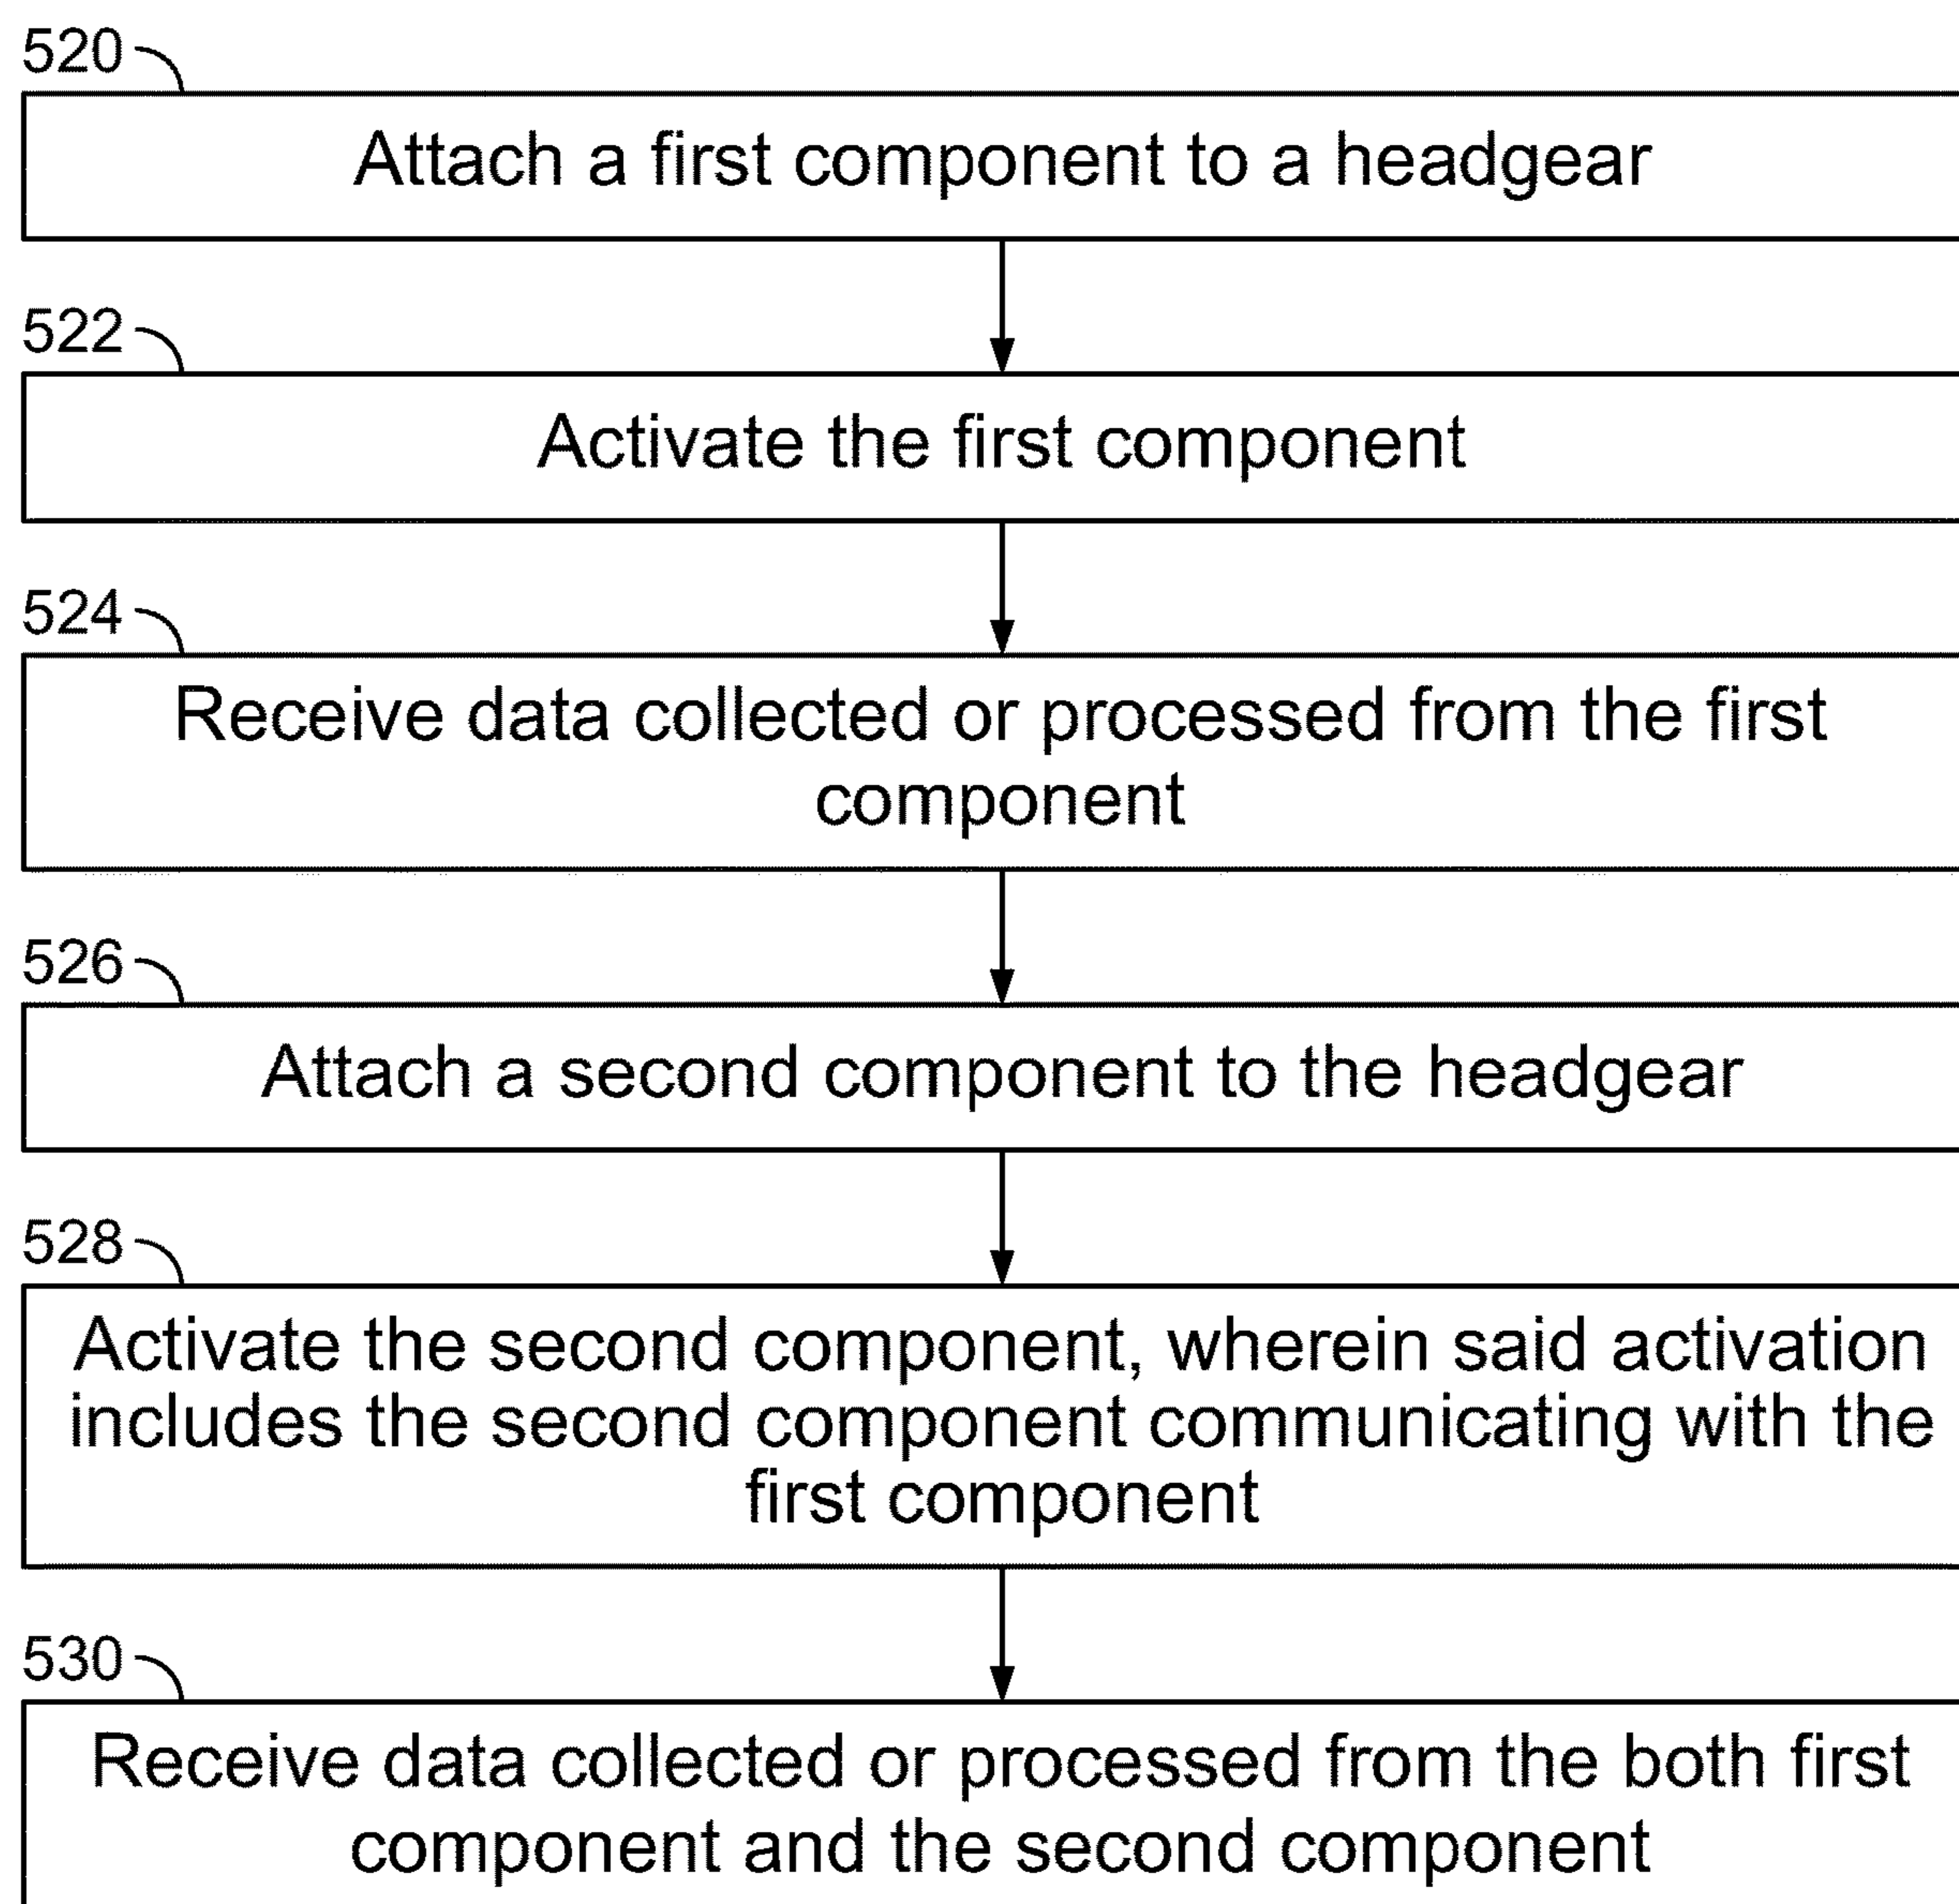 520
Attach a first component to a headgear
522
Activate the first component
524
Receive data collected or processed from the first
component
526
Attach a second component to the headgear
528
Activate the second component, wherein said activation
includes the second component communicating with the
first component
530
Receive data collected or processed from the both first
component and the second component